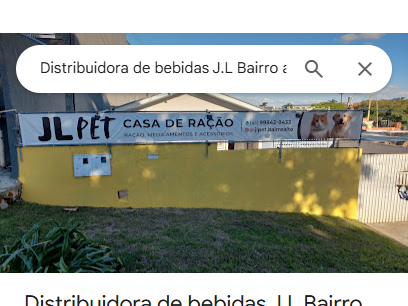 Distribuidora de bebidas J.L Bairro a
JL PET
CASA DE RAÇÃO
RAÇÃO, MEDICAMENTOS E ACESSÓRIOS
Distribuidora de bebidas J.L Bairro